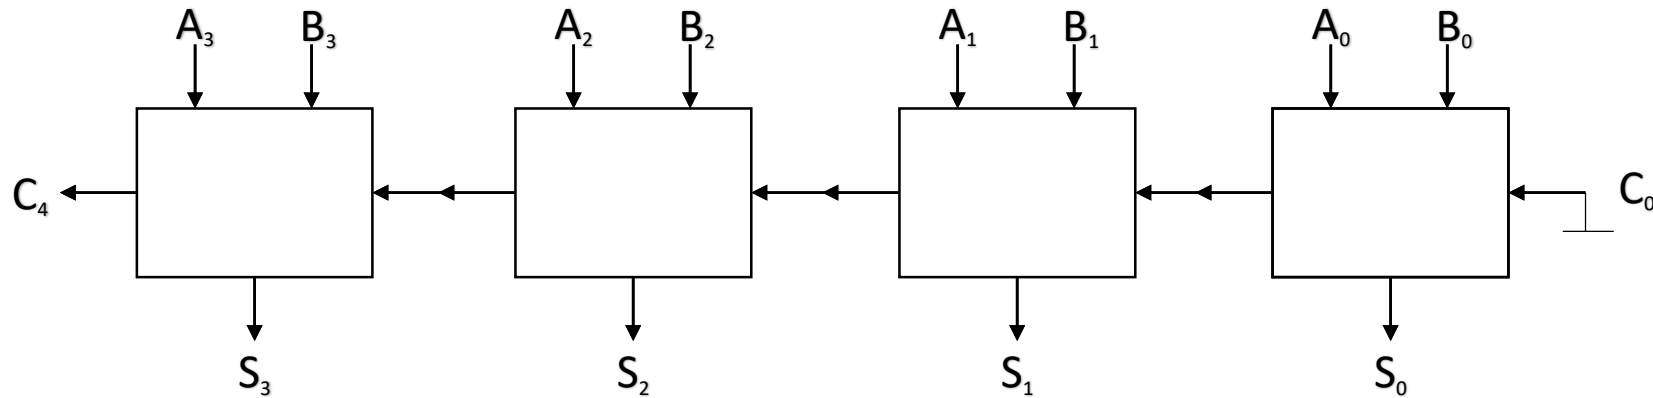 A₃ B₃ A₂ B₂ A₁ B₁ A₀ B₀
C₄ C₀
S₃ S₂ S₁ S₀